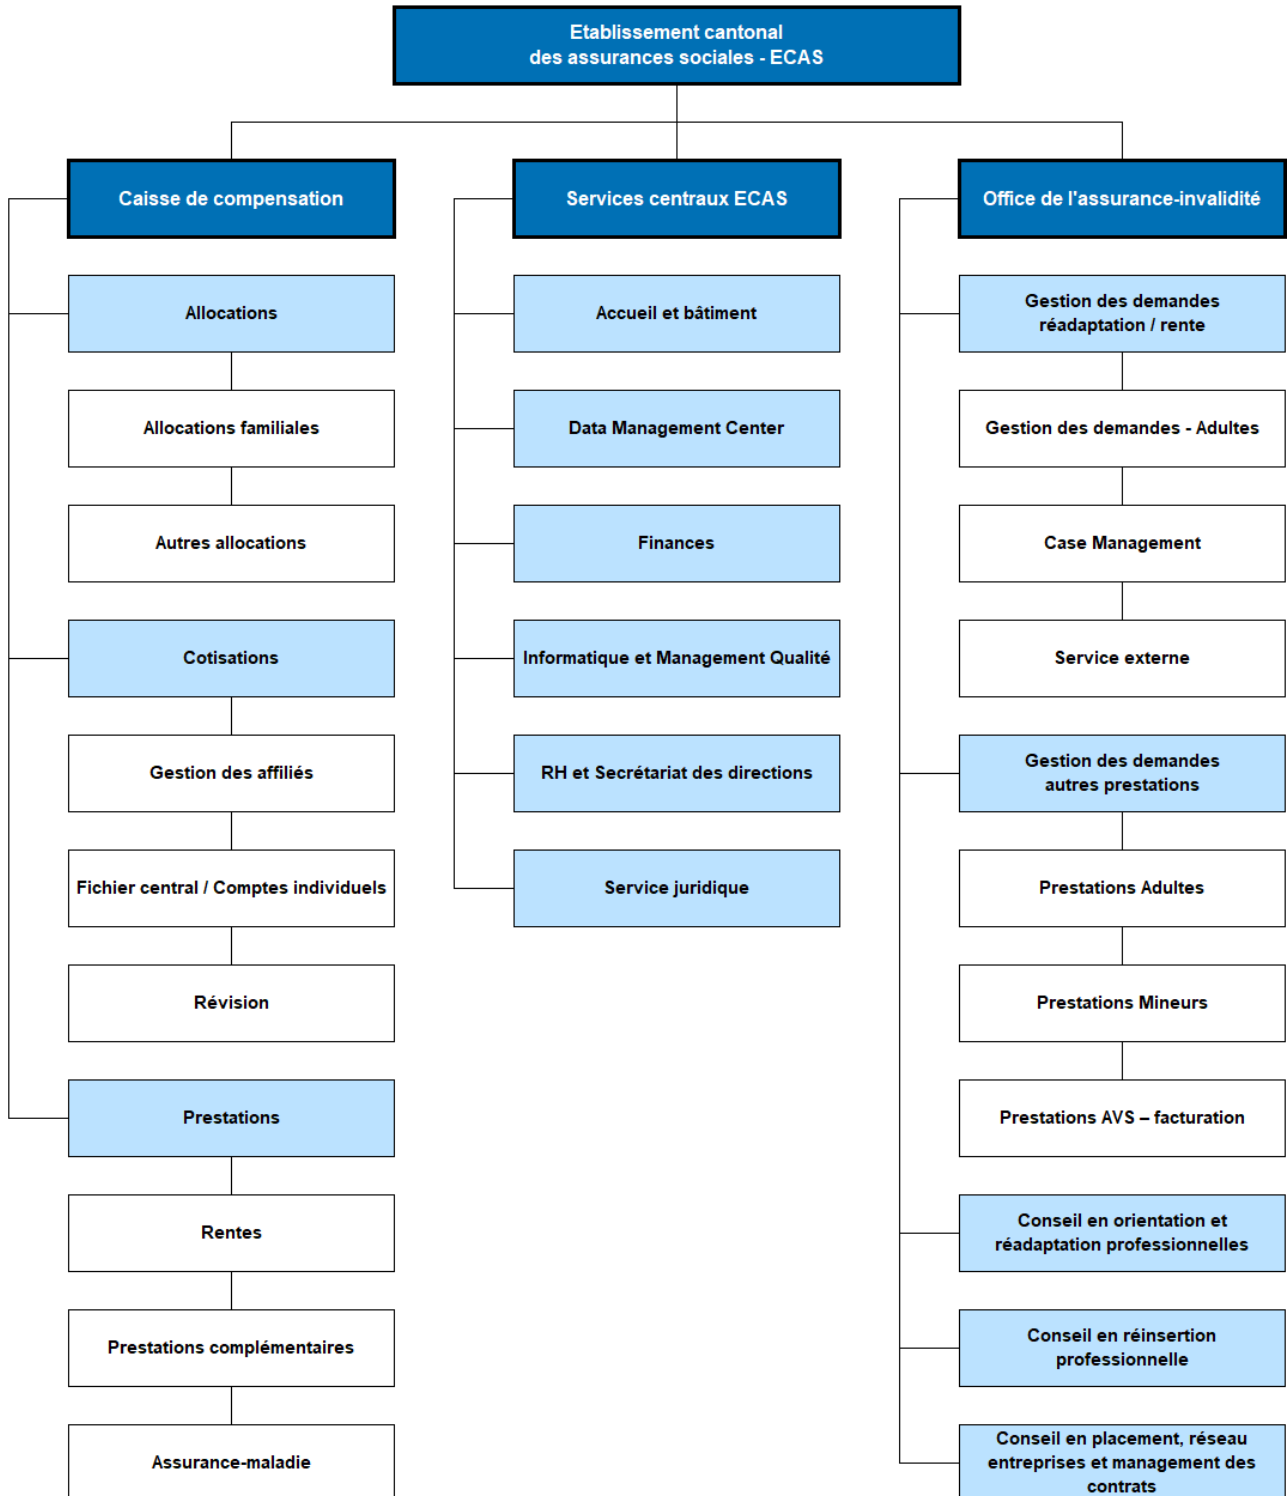 Etablissement cantonal
des assurances sociales - ECAS
Caisse de compensation
Allocations
Allocations familiales
Autres allocations
Cotisations
Gestion des affiliés
Fichier central / Comptes individuels
Révision
Prestations
Rentes
Prestations complémentaires
Assurance-maladie
Services centraux ECAS
Accueil et bâtiment
Data Management Center
Finances
Informatique et Management Qualité
RH et Secrétariat des directions
Service juridique
Office de l'assurance-invalidité
Gestion des demandes
réadaptation / rente
Gestion des demandes - Adultes
Case Management
Service externe
Gestion des demandes
autres prestations
Prestations Adultes
Prestations Mineurs
Prestations AVS – facturation
Conseil en orientation et
réadaptation professionnelles
Conseil en réinsertion
professionnelle
Conseil en placement, réseau
entreprises et management des
contrats